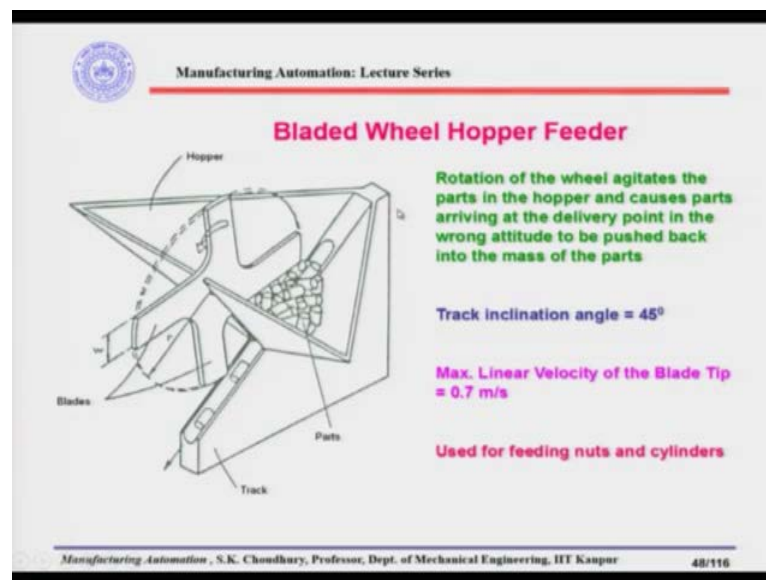 Manufacturing Automation: Lecture Series
Bladed Wheel Hopper Feeder
Hopper
Rotation of the wheel agitates the
parts in the hopper and causes parts
arriving at the delivery point in the
wrong attitude to be pushed back
into the mass of the parts
Track inclination angle = 45⁰
Max. Linear Velocity of the Blade Tip
= 0.7 m/s
Used for feeding nuts and cylinders
w
r
Blades
Parts
Track
Manufacturing Automation , S.K. Choudhury, Professor, Dept. of Mechanical Engineering, IIT Kanpur
48/116